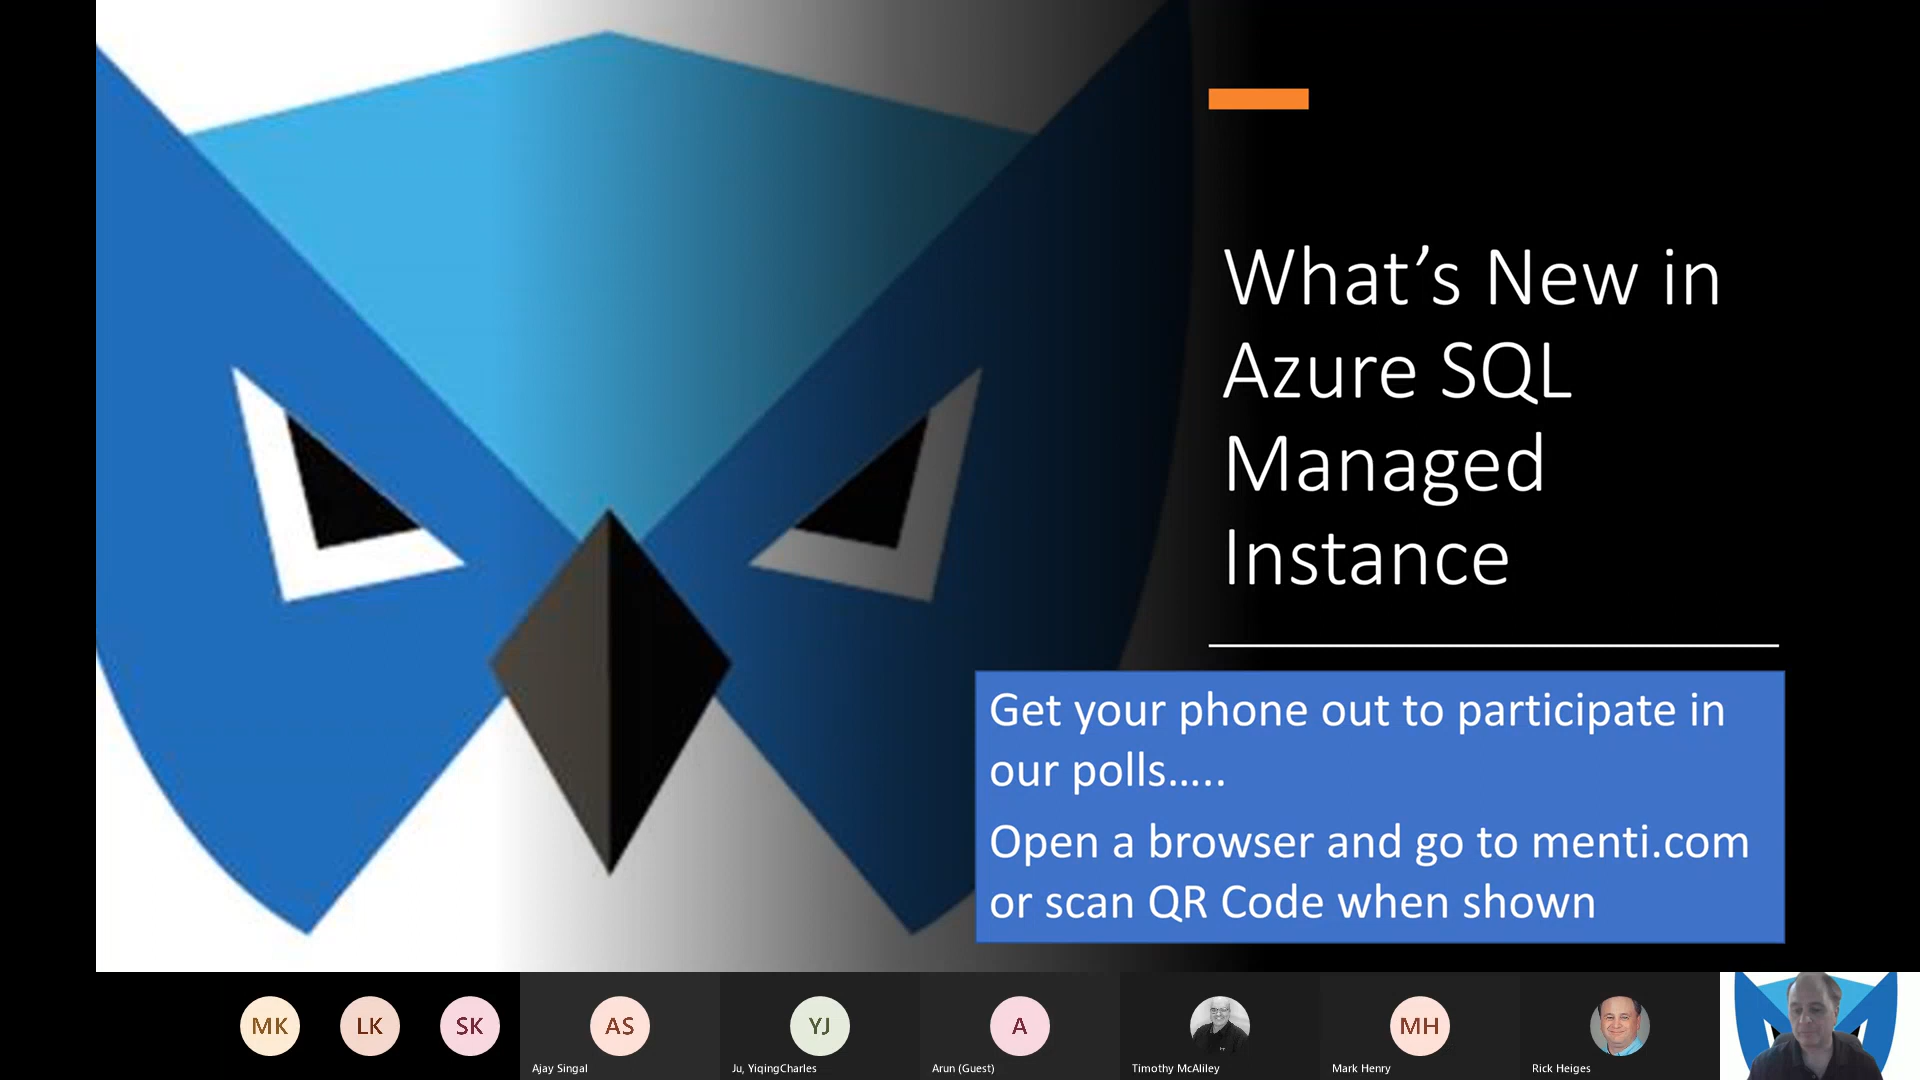 What's New in
Azure SQL
Managed
Instance
Get your phone out to participate in
our polls.....
Open a browser and go to menti.com
or scan QR Code when shown
MK
LK
SK
AS
YJ
A
MH
Ajay Singal
Ju, YiqingCharles
Arun (Guest)
Timothy McAliley
Mark Henry
Rick Heiges